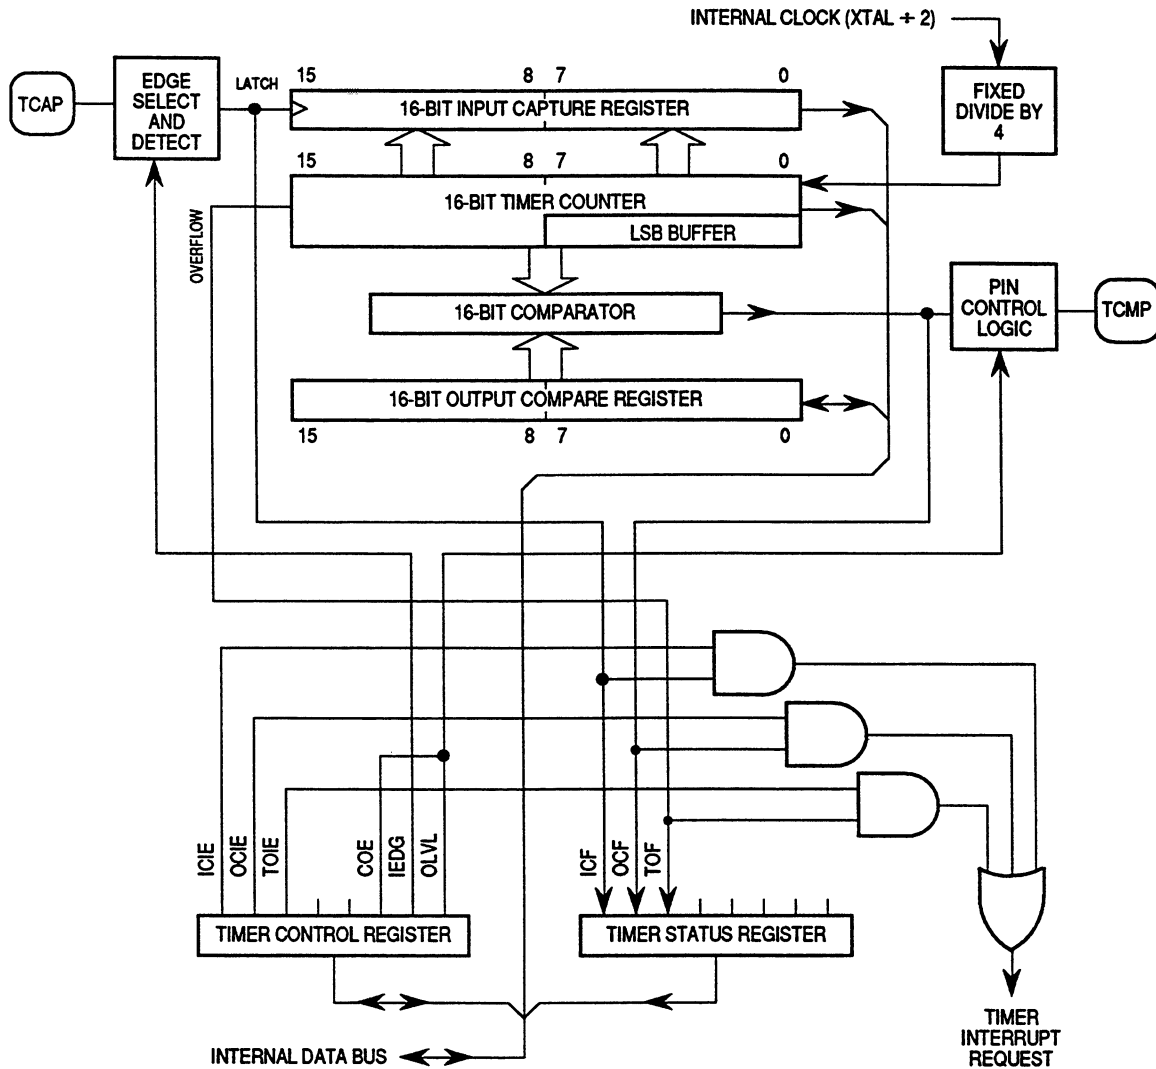 INTERNAL CLOCK (XTAL ÷ 2)
TCAP
EDGE
SELECT
AND
DETECT
LATCH
15 8 7 0
16-BIT INPUT CAPTURE REGISTER
FIXED
DIVIDE BY
4
15 8 7 0
16-BIT TIMER COUNTER
LSB BUFFER
OVERFLOW
16-BIT COMPARATOR
PIN
CONTROL
LOGIC
TCMP
16-BIT OUTPUT COMPARE REGISTER
15 8 7 0
ICIE
OCIE
TOIE
COE
IEDG
OLVL
ICF
OCF
TOF
TIMER CONTROL REGISTER
TIMER STATUS REGISTER
TIMER
INTERRUPT
REQUEST
INTERNAL DATA BUS